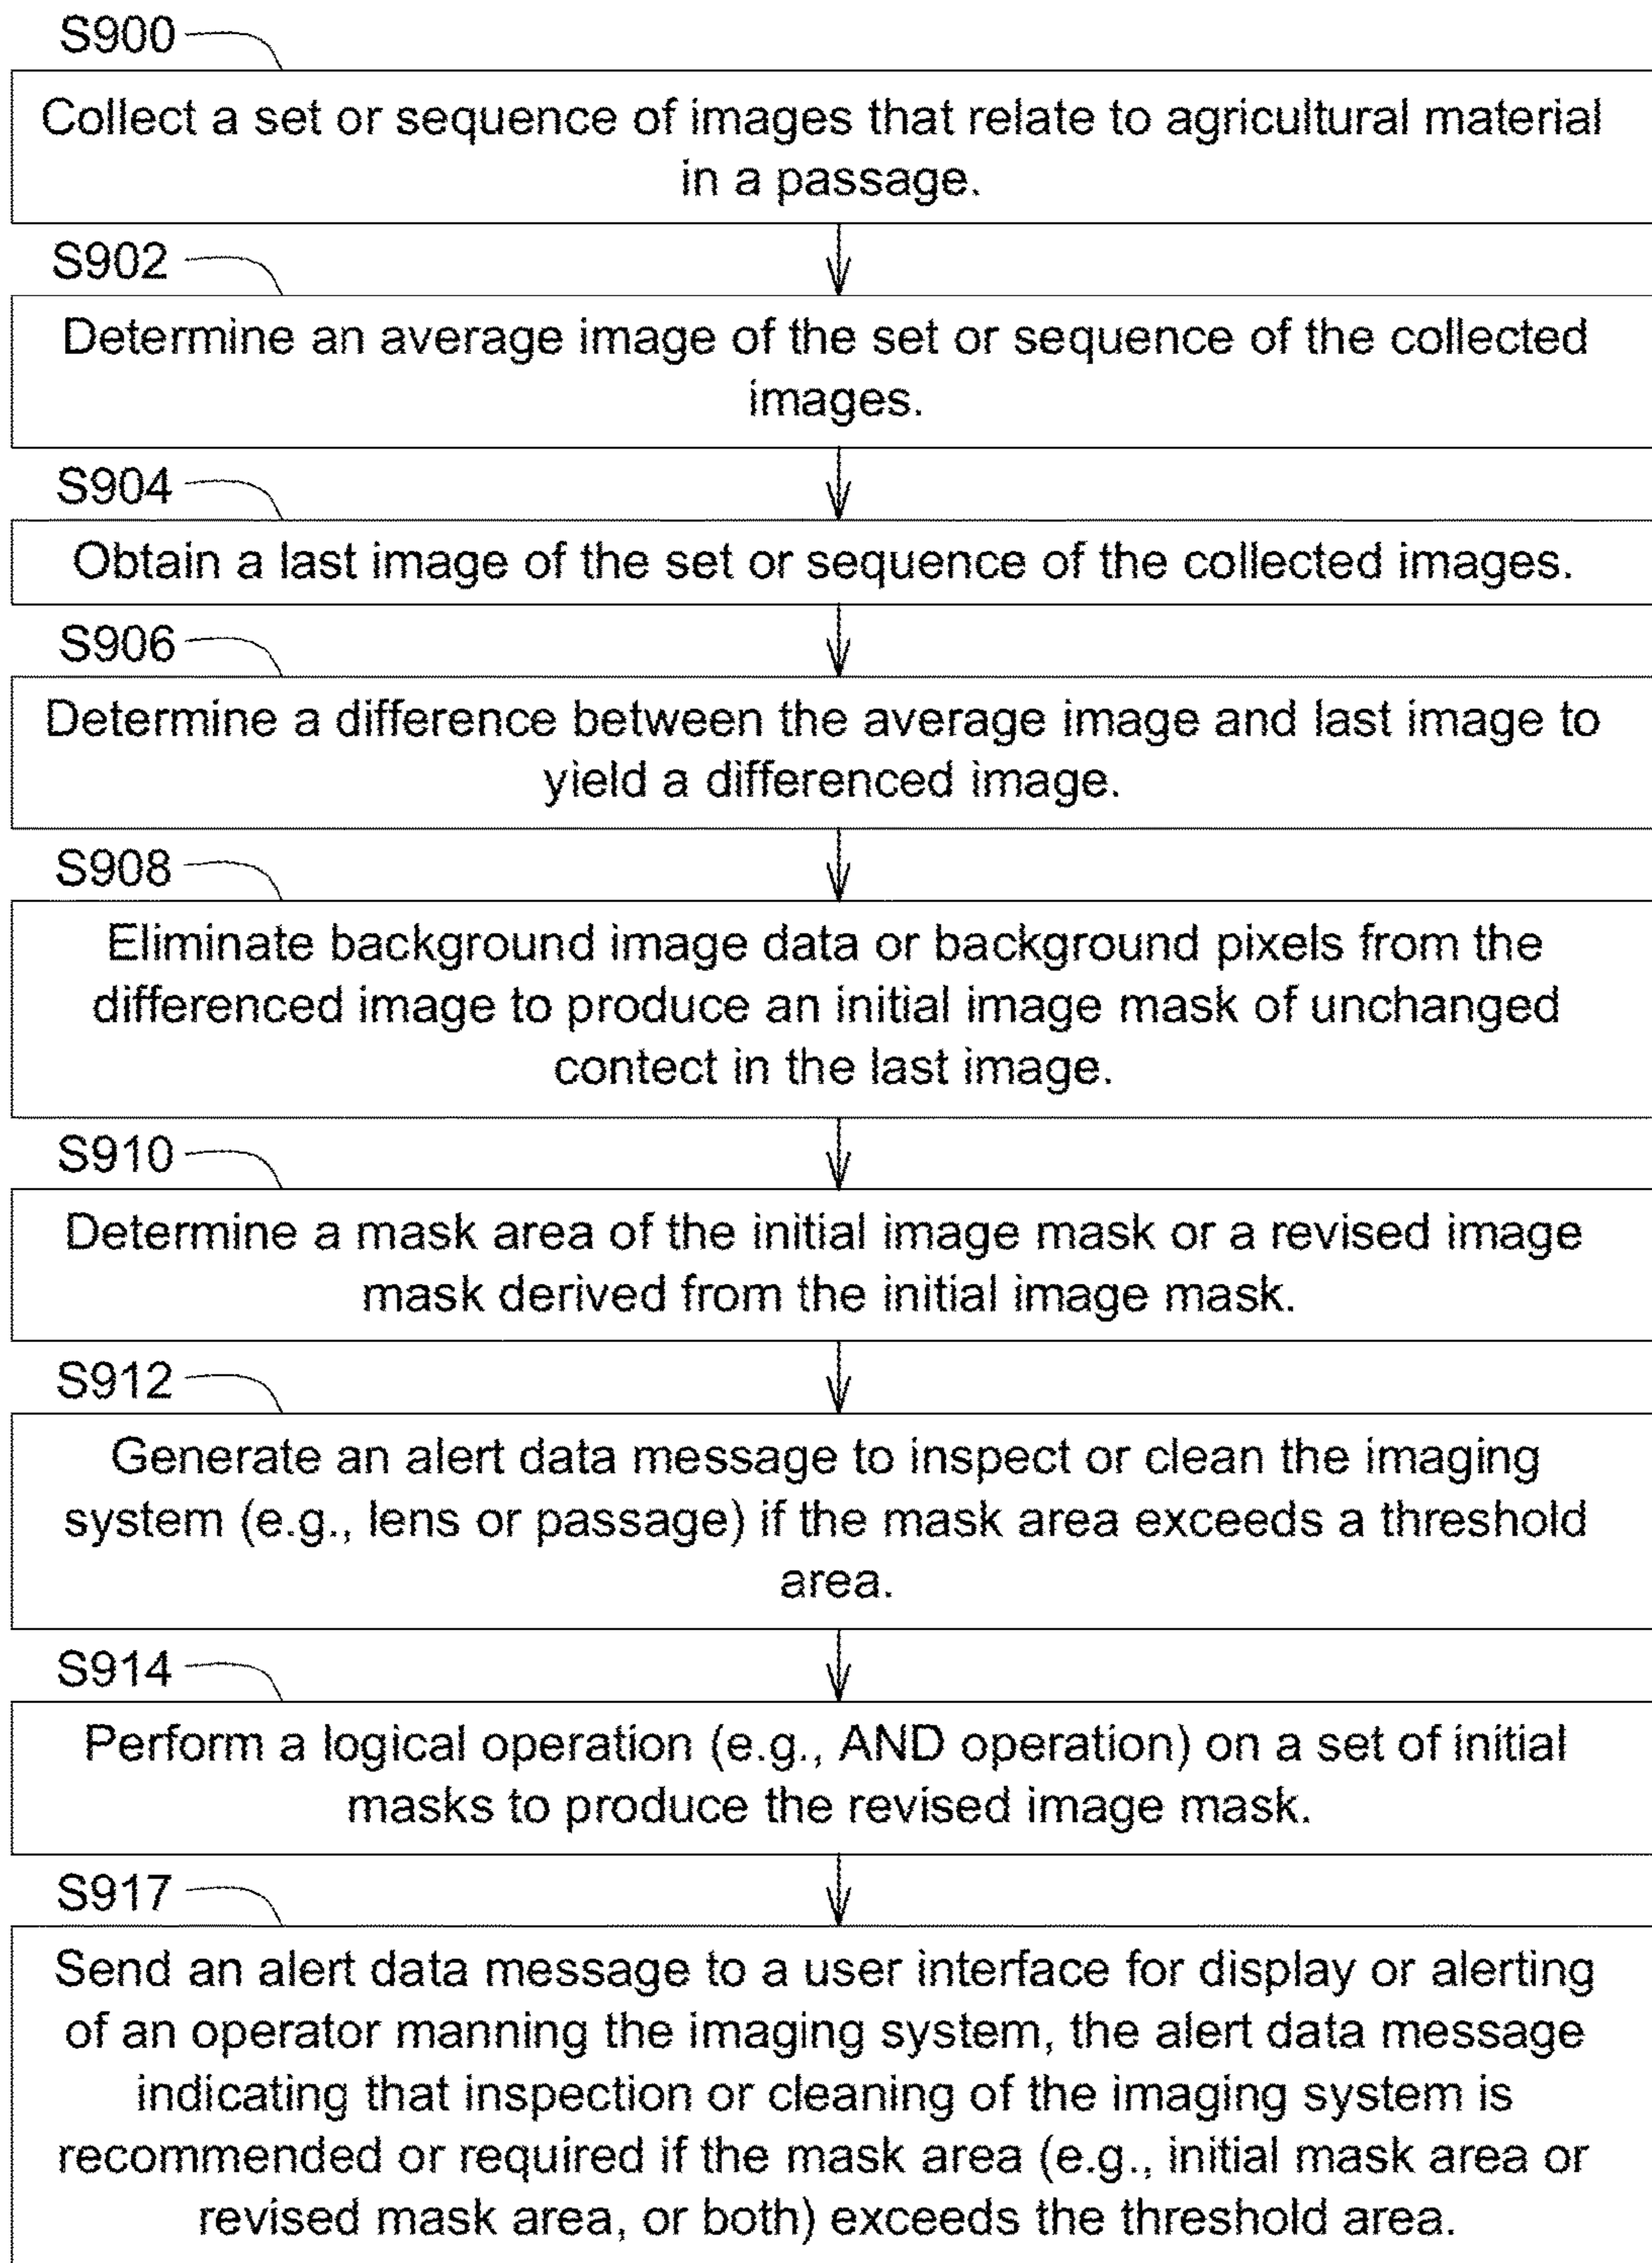 S900
Collect a set or sequence of images that relate to agricultural material
in a passage.
S902
Determine an average image of the set or sequence of the collected
images.
S904
Obtain a last image of the set or sequence of the collected images.
S906
Determine a difference between the average image and last image to
yield a differenced image.
S908
Eliminate background image data or background pixels from the
differenced image to produce an initial image mask of unchanged
contect in the last image.
S910
Determine a mask area of the initial image mask or a revised image
mask derived from the initial image mask.
S912
Generate an alert data message to inspect or clean the imaging
system (e.g., lens or passage) if the mask area exceeds a threshold
area.
S914
Perform a logical operation (e.g., AND operation) on a set of initial
masks to produce the revised image mask.
S917
Send an alert data message to a user interface for display or alerting
of an operator manning the imaging system, the alert data message
indicating that inspection or cleaning of the imaging system is
recommended or required if the mask area (e.g., initial mask area or
revised mask area, or both) exceeds the threshold area.